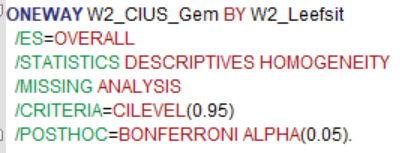 ONEWAY W2_CIUS_Gem BY W2_Leefsit
/ES=OVERALL
/STATISTICS DESCRIPTIVES HOMOGENEITY
/MISSING ANALYSIS
/CRITERIA=CILEVEL(0.95)
/POSTHOC=BONFERRONI ALPHA(0.05).